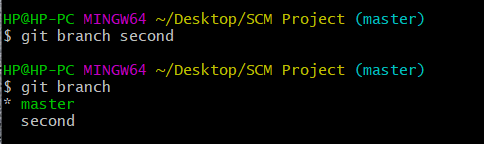 HP@HP-PC MINGW64 ~/Desktop/SCM Project (master)
$ git branch second
HP@HP-PC MINGW64 ~/Desktop/SCM Project (master)
$ git branch
* master
second